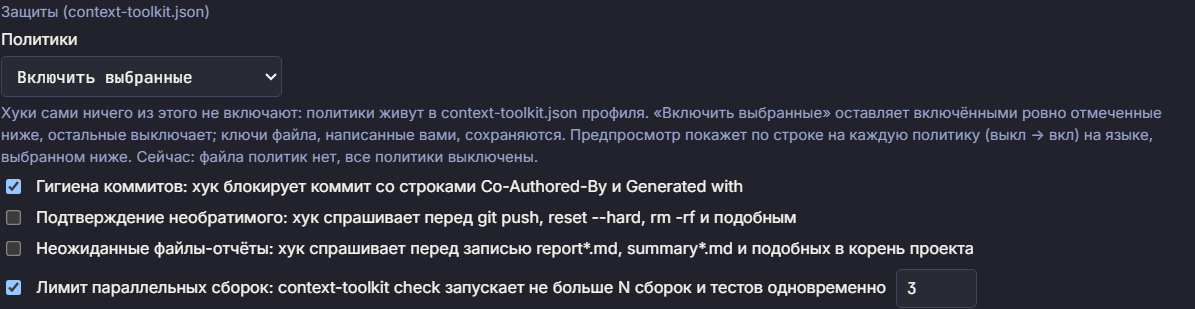 Защиты (context-toolkit.json)
Политики
Включить выбранные
Хуки сами ничего из этого не включают: политики живут в context-toolkit.json профиля. «Включить выбранные» оставляет включёнными ровно отмеченные
ниже, остальные выключает; ключи файла, написанные вами, сохраняются. Предпросмотр покажет по строке на каждую политику (выкл → вкл) на языке,
выбранном ниже. Сейчас: файла политик нет, все политики выключены.
Гигиена коммитов: хук блокирует коммит со строками Co-Authored-By и Generated with
Подтверждение необратимого: хук спрашивает перед git push, reset --hard, rm -rf и подобным
Неожиданные файлы-отчёты: хук спрашивает перед записью report*.md, summary*.md и подобных в корень проекта
Лимит параллельных сборок: context-toolkit check запускает не больше N сборок и тестов одновременно 3